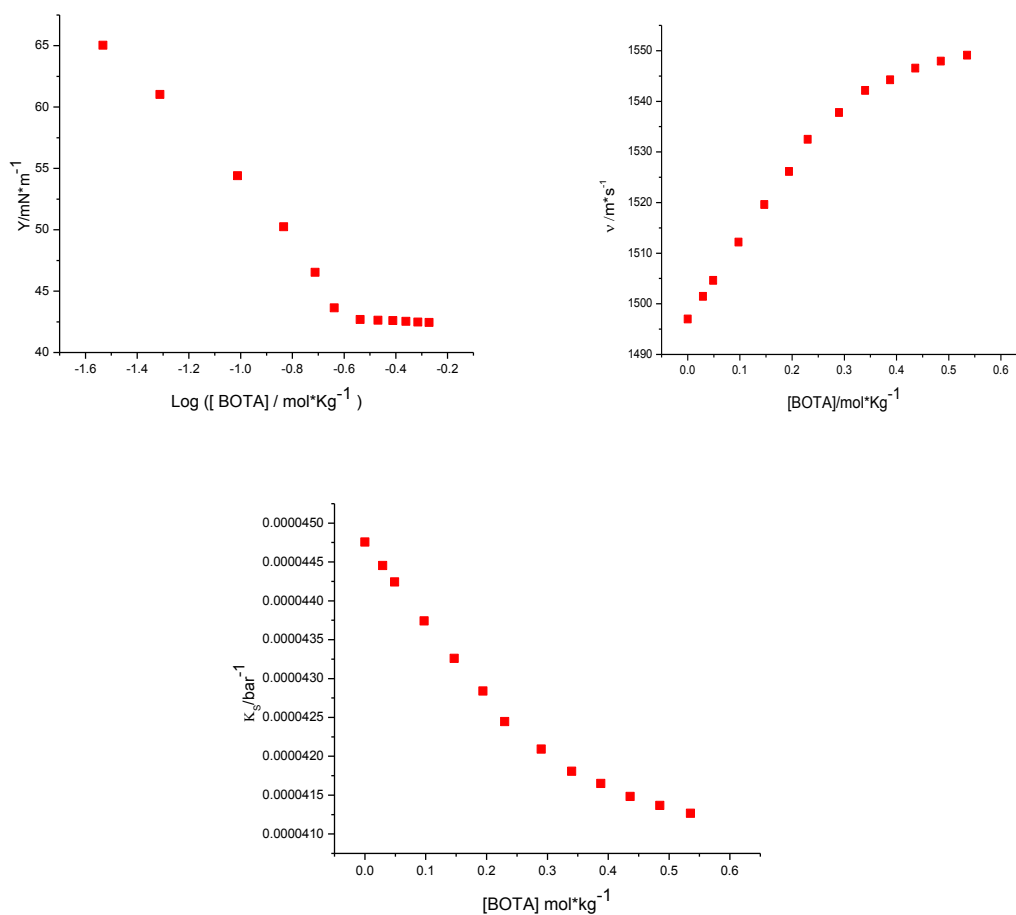 65
60
55
50
45
40
Y/mN*m-1
-1.6 -1.4 -1.2 -1.0 -0.8 -0.6 -0.4 -0.2
Log ([ BOTA] / mol*Kg-1 )
1550
1540
1530
1520
1510
1500
1490
ν /m*s-1
0.0 0.1 0.2 0.3 0.4 0.5 0.6
[BOTA]/mol*Kg-1
0.0000450
0.0000445
0.0000440
0.0000435
0.0000430
0.0000425
0.0000420
0.0000415
0.0000410
Κs/bar-1
0.0 0.1 0.2 0.3 0.4 0.5 0.6
[BOTA] mol*kg-1